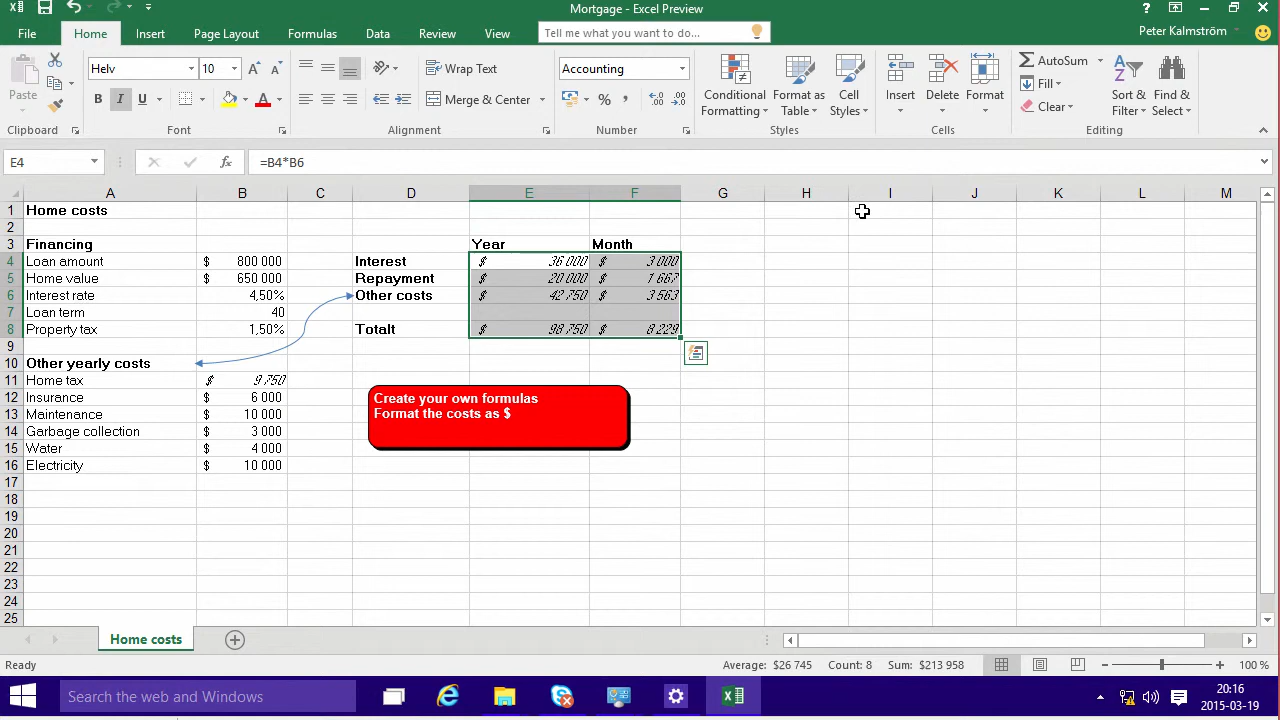 Mortgage - Excel Preview
File Home Insert Page Layout Formulas Data Review View Tell me what you want to do... Peter Kalmström
Paste Helv 10 Wrap Text Accounting Conditional Formatting Format as Table Cell Styles Insert Delete Format AutoSum Sort & Filter Find & Select
B I U A Merge & Center % Fill Clear
Clipboard Font Alignment Number Styles Cells Editing
E4 fx =B4*B6
A B C D E F G H I J K L M
1 Home costs
2
3 Financing Year Month
4 Loan amount $ 800 000 Interest $ 36 000 $ 3 000
5 Home value $ 650 000 Repayment $ 20 000 $ 1 667
6 Interest rate 4,50% Other costs $ 42 750 $ 3 563
7 Loan term 40
8 Property tax 1,50% Totalt $ 98 750 $ 8 229
9
10 Other yearly costs
11 Home tax $ 9 750
12 Insurance $ 6 000
13 Maintenance $ 10 000
14 Garbage collection $ 3 000
15 Water $ 4 000
16 Electricity $ 10 000
17
18
19
20
21
22
23
24
25
Create your own formulas
Format the costs as $
Home costs
Ready Average: $26 745 Count: 8 Sum: $213 958 100 %
Search the web and Windows 20:16
2015-03-19